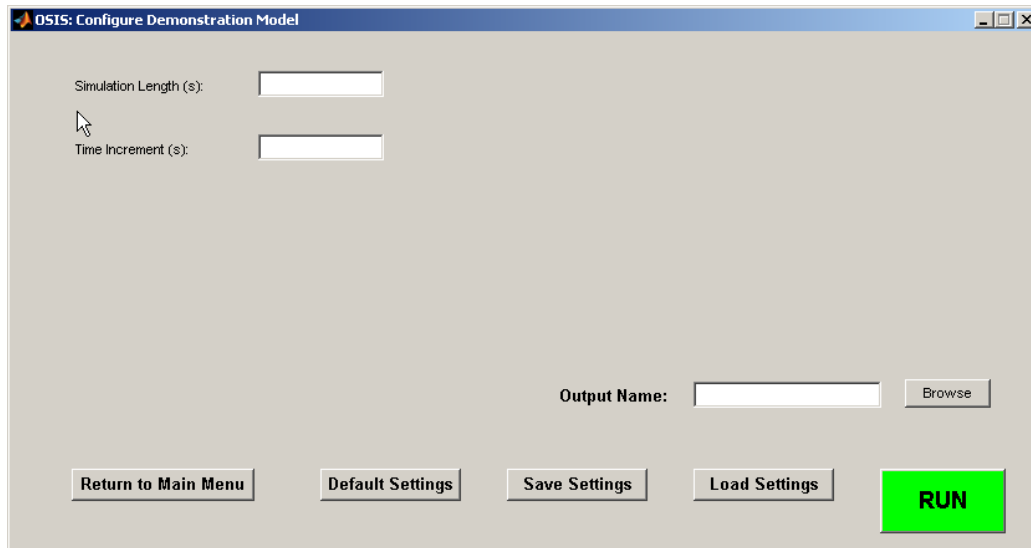 OSIS: Configure Demonstration Model
Simulation Length (s):
Time Increment (s):
Output Name: Browse
Return to Main Menu Default Settings Save Settings Load Settings RUN